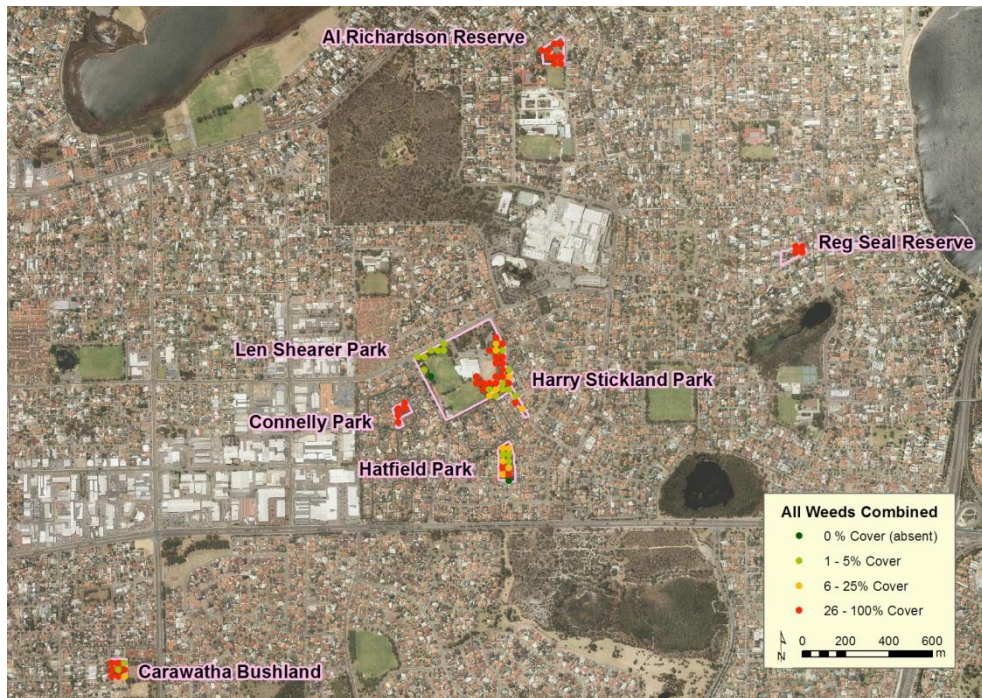 Al Richardson Reserve
Reg Seal Reserve
Len Shearer Park
Harry Stickland Park
Connelly Park
Hatfield Park
Carawatha Bushland
All Weeds Combined
0 % Cover (absent)
1 - 5% Cover
6 - 25% Cover
26 - 100% Cover
N
0 200 400 600
m